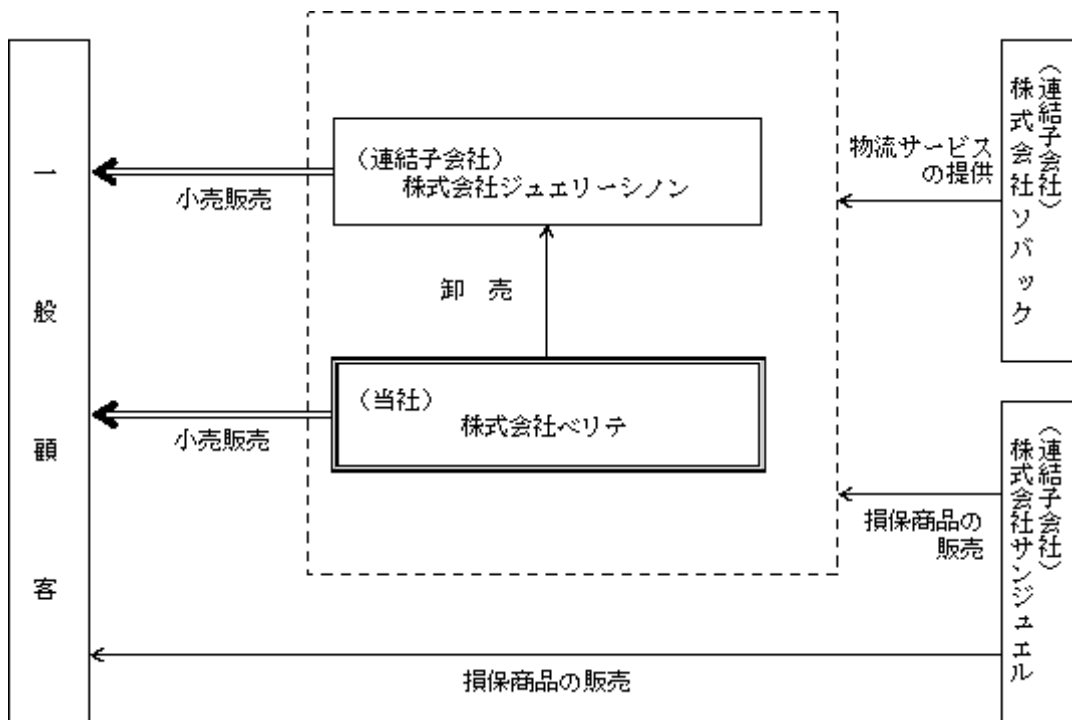 一般顧客
(連結子会社)
株式会社ジュエリーシノン
小売販売
卸 売
(当社)
株式会社ベリテ
小売販売
物流サービス
の提供
(連結子会社)
株式会社ソバック
損保商品の
販売
(連結子会社)
株式会社サンジュエル
損保商品の販売